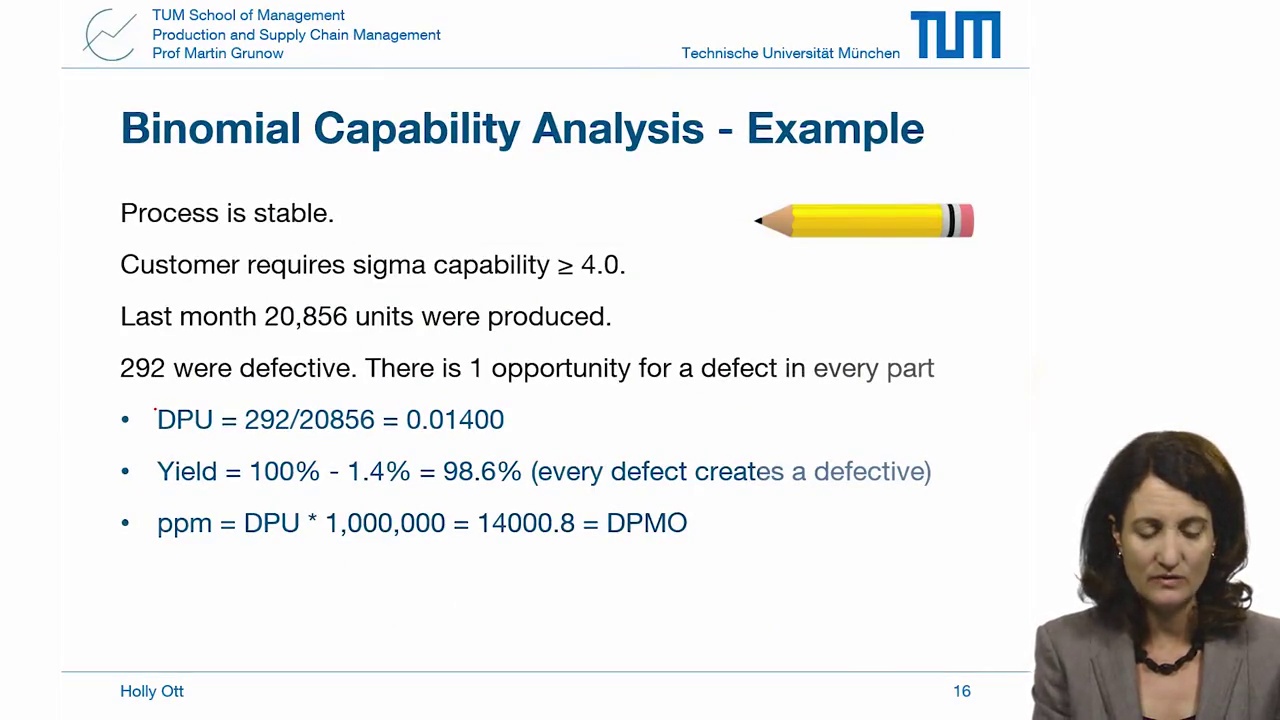 TUM School of Management
Production and Supply Chain Management
Prof Martin Grunow
Technische Universität München
TUM
Binomial Capability Analysis - Example
Process is stable.
Customer requires sigma capability ≥ 4.0.
Last month 20,856 units were produced.
292 were defective. There is 1 opportunity for a defect in every part
• DPU = 292/20856 = 0.01400
• Yield = 100% - 1.4% = 98.6% (every defect creates a defective)
• ppm = DPU * 1,000,000 = 14000.8 = DPMO
Holly Ott
16